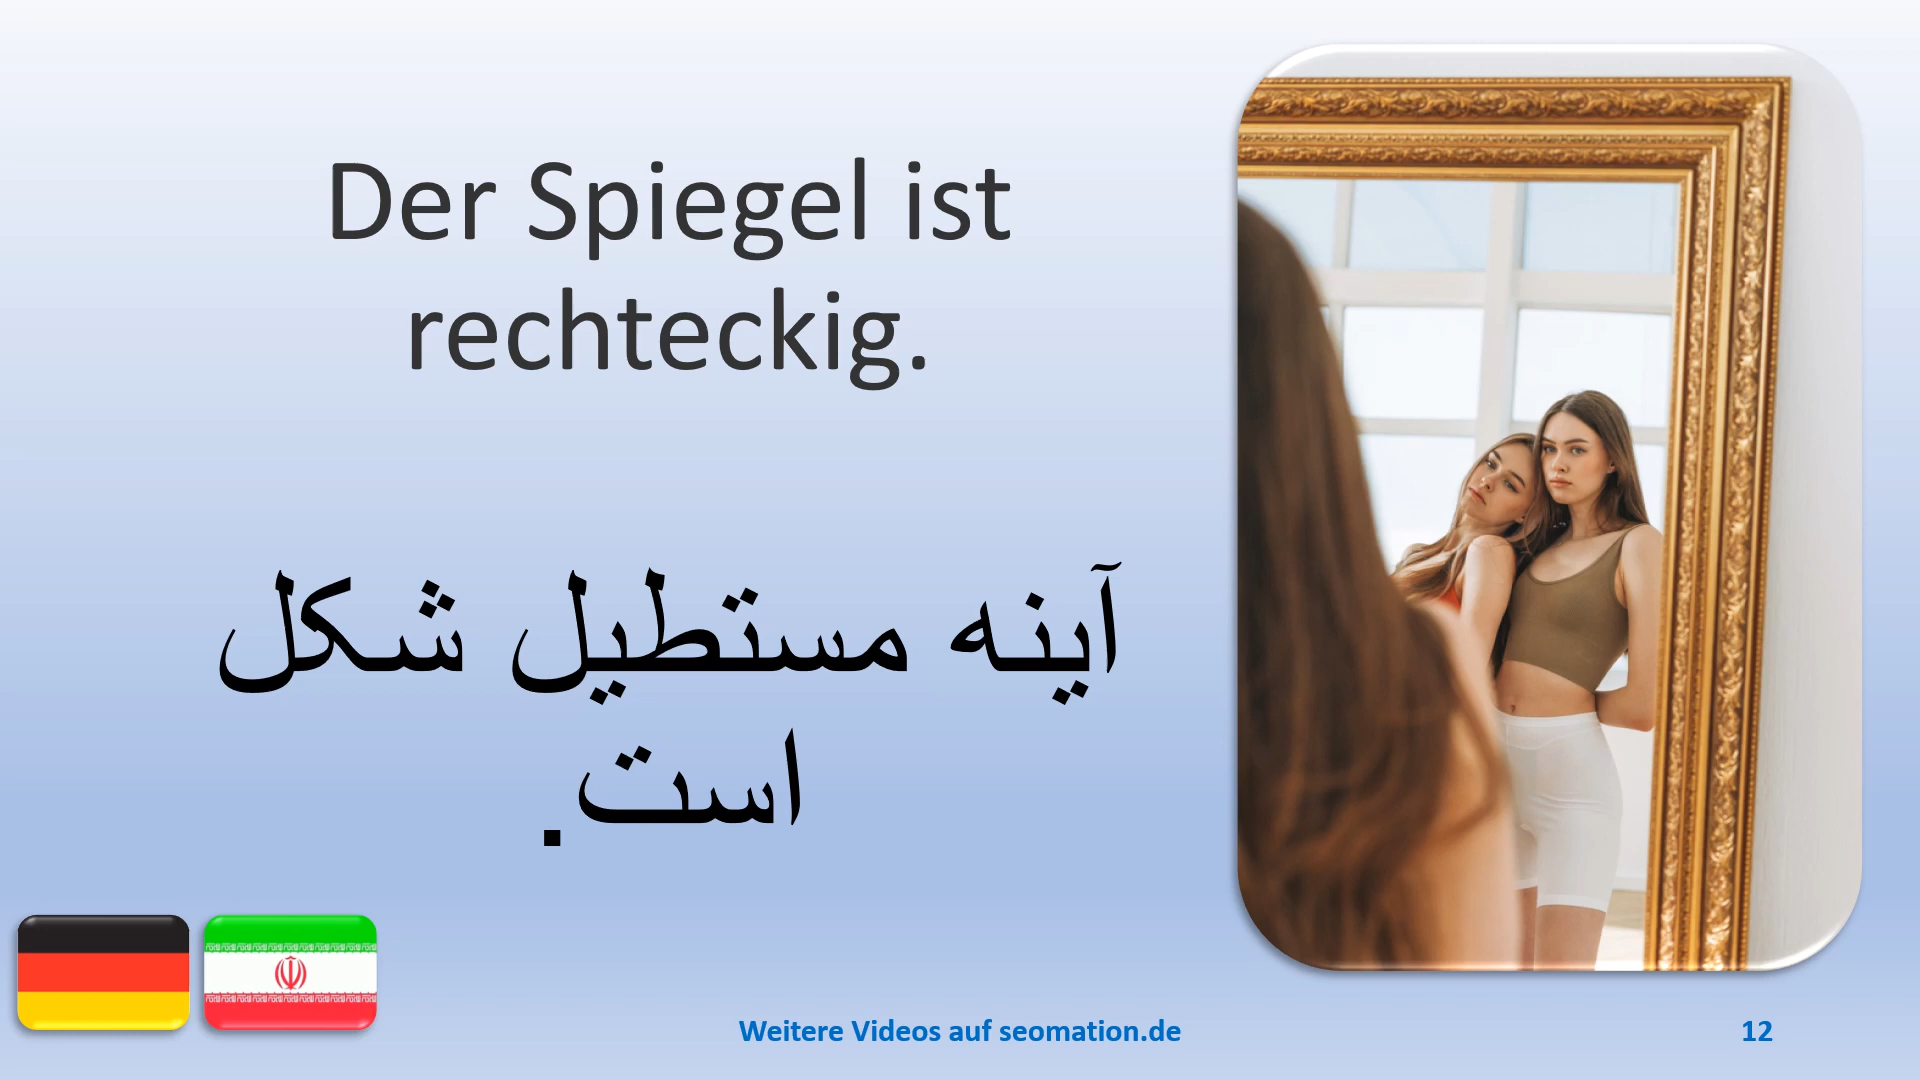 Der Spiegel ist
rechteckig.
آینه مستطیل شکل
است.
Weitere Videos auf seomation.de
12